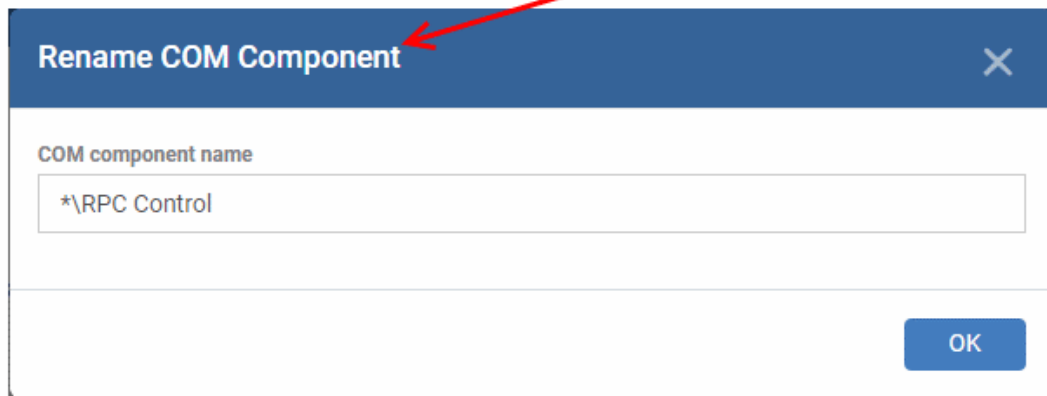 Rename COM Component
COM component name
*\RPC Control
OK